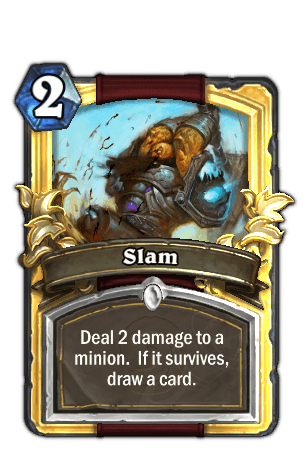 2
Slam
Deal 2 damage to a
minion. If it survives,
draw a card.